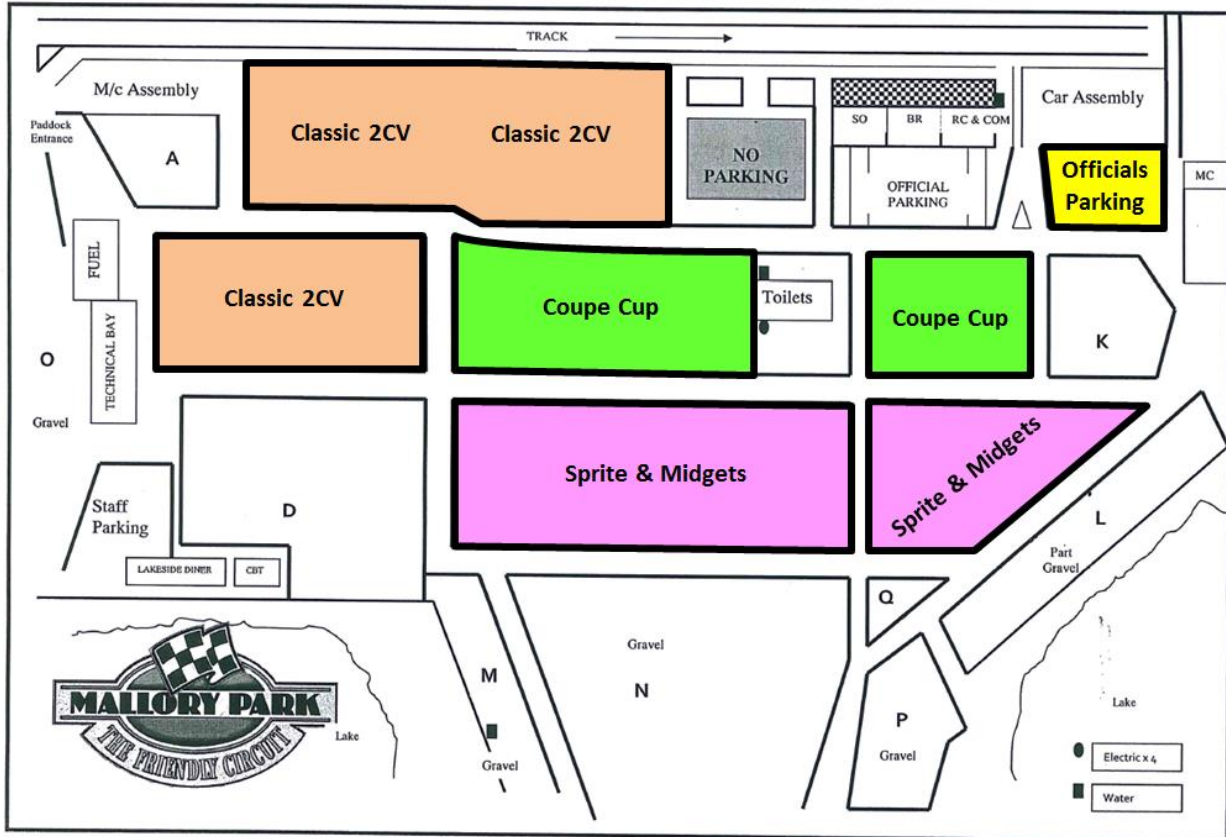 TRACK
M/c Assembly
Paddock
Entrance
A
Classic 2CV
Classic 2CV
NO
PARKING
SO
BR
RC & COM
OFFICIAL
PARKING
Car Assembly
Officials
Parking
MC
FUEL
TECHNICAL BAY
O
Gravel
Classic 2CV
Coupe Cup
Toilets
Coupe Cup
K
Staff
Parking
D
LAKESIDE DINER
CBT
Sprite & Midgets
Sprite & Midgets
L
Part
Gravel
Q
M
Gravel
Gravel
N
P
Gravel
Lake
MALLORY PARK
THE FRIENDLY CIRCUIT
Lake
Electric x 4
Water